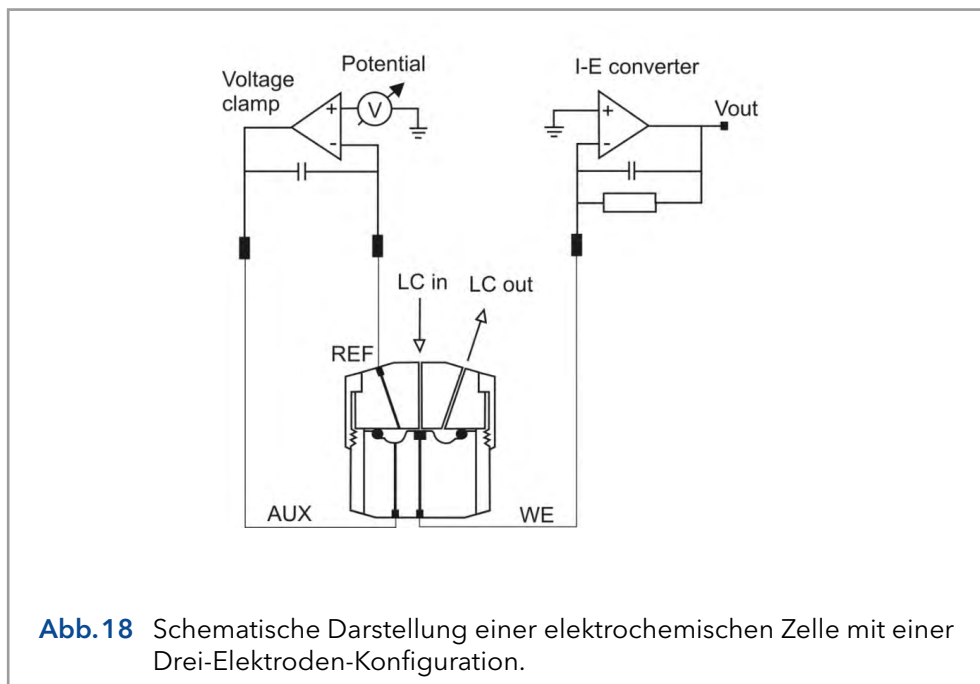 Voltage
clamp
Potential
+
V
-
I-E converter
+
-
Vout
LC in
LC out
REF
AUX
WE
Abb.18 Schematische Darstellung einer elektrochemischen Zelle mit einer
Drei-Elektroden-Konfiguration.